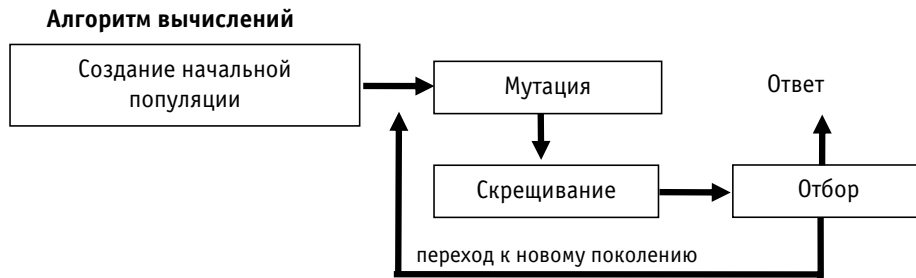 Алгоритм вычислений
Создание начальной
популяции
Мутация
Ответ
Скрещивание
Отбор
переход к новому поколению